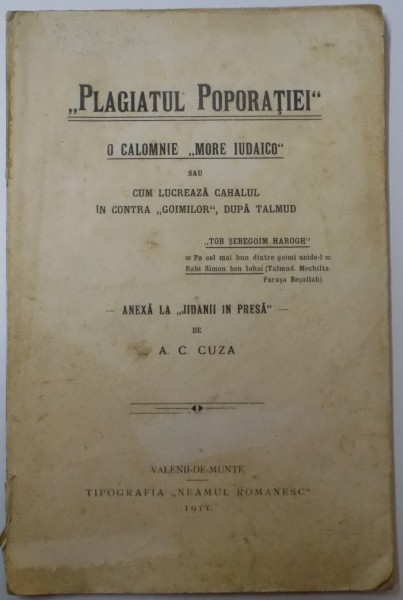 „PLAGIATUL POPORAȚIEI“
O CALOMNIE „MORE IUDAICO“
SAU
CUM LUCREAZĂ CAHALUL
ÎN CONTRA „GOIMILOR“, DUPĂ TALMUD
„TOB ȘEREGOIM HAROGH“
= Pe cel mai bun dintre goimi ucide-l =
Rabi Simon ben Iohai (Talmud. Mechilta.
Parașa Beșallah)
— ANEXĂ LA „JIDANII IN PRESĂ“ —
DE
A. C. CUZA
VALENII-DE-MUNTE
TIPOGRAFIA „NEAMUL ROMANESC“
1911.